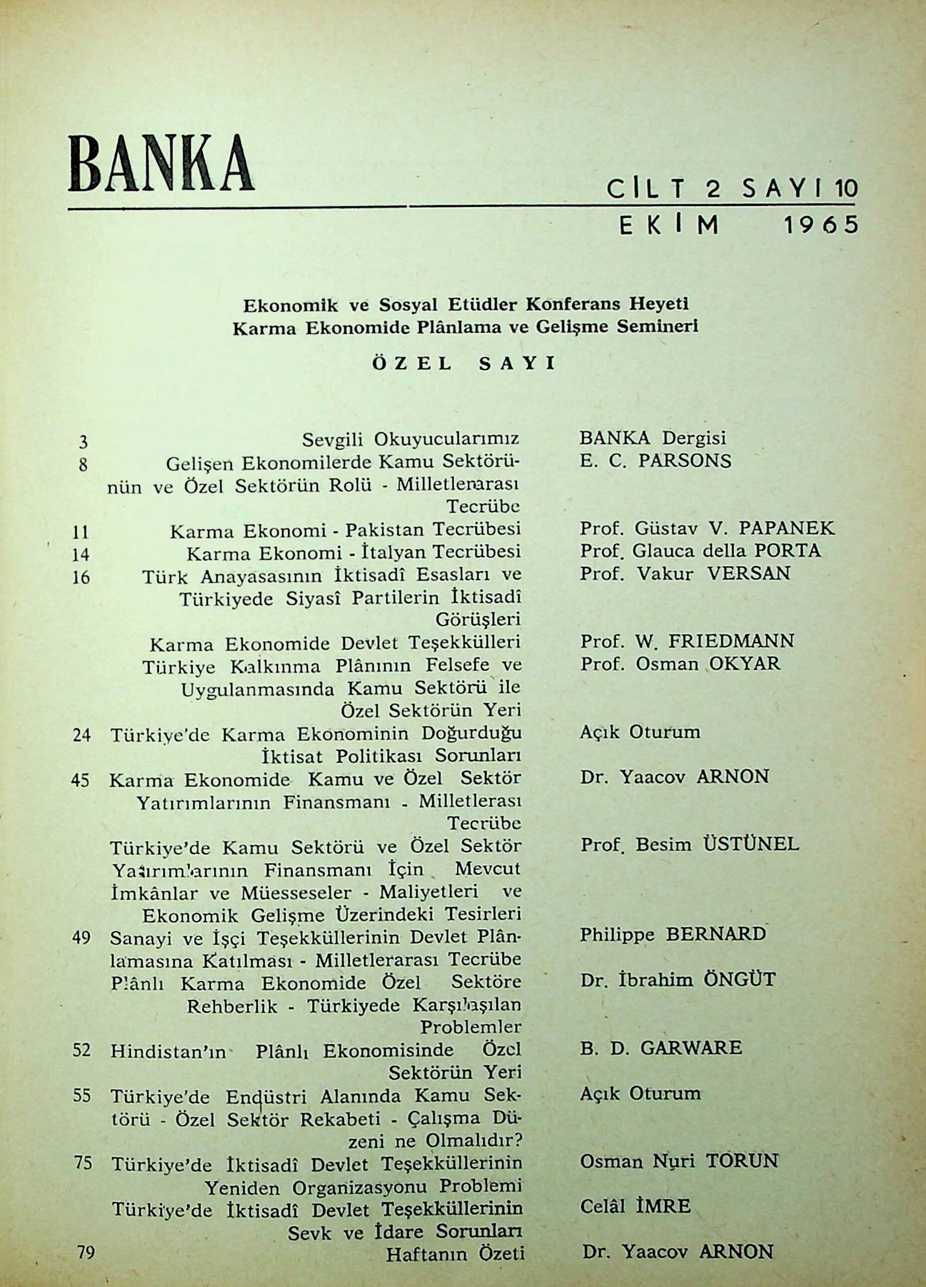 BANKA
CİLT 2 SAYI 10
EKİM 1965
Ekonomik ve Sosyal Etüdler Konferans Heyeti
Karma Ekonomide Plânlama ve Gelişme Semineri
ÖZEL SAYI
3 Sevgili Okuyucularımız BANKA Dergisi
8 Gelişen Ekonomilerde Kamu Sektörü- E. C. PARSONS
nün ve Özel Sektörün Rolü - Milletlerarası
Tecrübe
11 Karma Ekonomi - Pakistan Tecrübesi Prof. Güstav V. PAPANEK
14 Karma Ekonomi - İtalyan Tecrübesi Prof. Glauca della PORTA
16 Türk Anayasasının İktisadî Esasları ve Prof. Vakur VERSAN
Türkiyede Siyasî Partilerin İktisadî
Görüşleri
Karma Ekonomide Devlet Teşekkülleri Prof. W. FRIEDMANN
Türkiye Kalkınma Plânının Felsefe ve Prof. Osman OKYAR
Uygulanmasında Kamu Sektörü ile
Özel Sektörün Yeri
24 Türkiye'de Karma Ekonominin Doğurduğu Açık Oturum
İktisat Politikası Sorunları
45 Karma Ekonomide Kamu ve Özel Sektör Dr. Yaacov ARNON
Yatırımlarının Finansmanı - Milletlerası
Tecrübe
Türkiye'de Kamu Sektörü ve Özel Sektör Prof. Besim ÜSTÜNEL
Yatırımlarının Finansmanı İçin Mevcut
İmkânlar ve Müesseseler - Maliyetleri ve
Ekonomik Gelişme Üzerindeki Tesirleri
49 Sanayi ve İşçi Teşekküllerinin Devlet Plân- Philippe BERNARD
lamasına Katılması - Milletlerarası Tecrübe
Plânlı Karma Ekonomide Özel Sektöre Dr. İbrahim ÖNGÜT
Rehberlik - Türkiyede Karşılaşılan
Problemler
52 Hindistan'ın Plânlı Ekonomisinde Özel B. D. GARWARE
Sektörün Yeri
55 Türkiye'de Endüstri Alanında Kamu Sek- Açık Oturum
törü - Özel Sektör Rekabeti - Çalışma Dü-
zeni ne Olmalıdır?
75 Türkiye'de İktisadî Devlet Teşekküllerinin Osman Nuri TORUN
Yeniden Organizasyonu Problemi
Türkiye'de İktisadî Devlet Teşekküllerinin Celâl İMRE
Sevk ve İdare Sorunları
79 Haftanın Özeti Dr. Yaacov ARNON